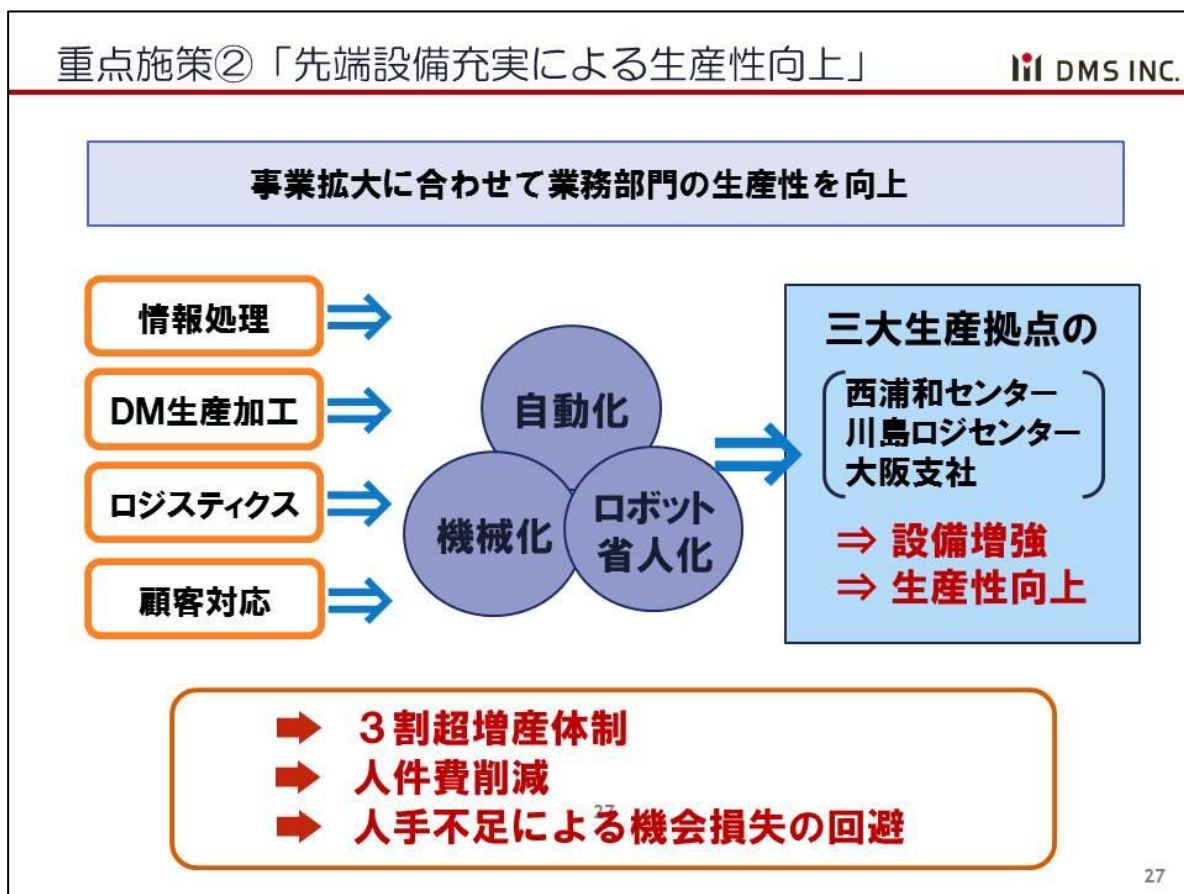 重点施策②「先端設備充実による生産性向上」
DMS INC.
事業拡大に合わせて業務部門の生産性を向上
情報処理
DM生産加工
ロジスティクス
顧客対応
自動化
機械化
ロボット
省人化
三大生産拠点の
西浦和センター
川島ロジセンター
大阪支社
⇒ 設備増強
⇒ 生産性向上
３割超増産体制
人件費削減
人手不足による機会損失の回避
27
27